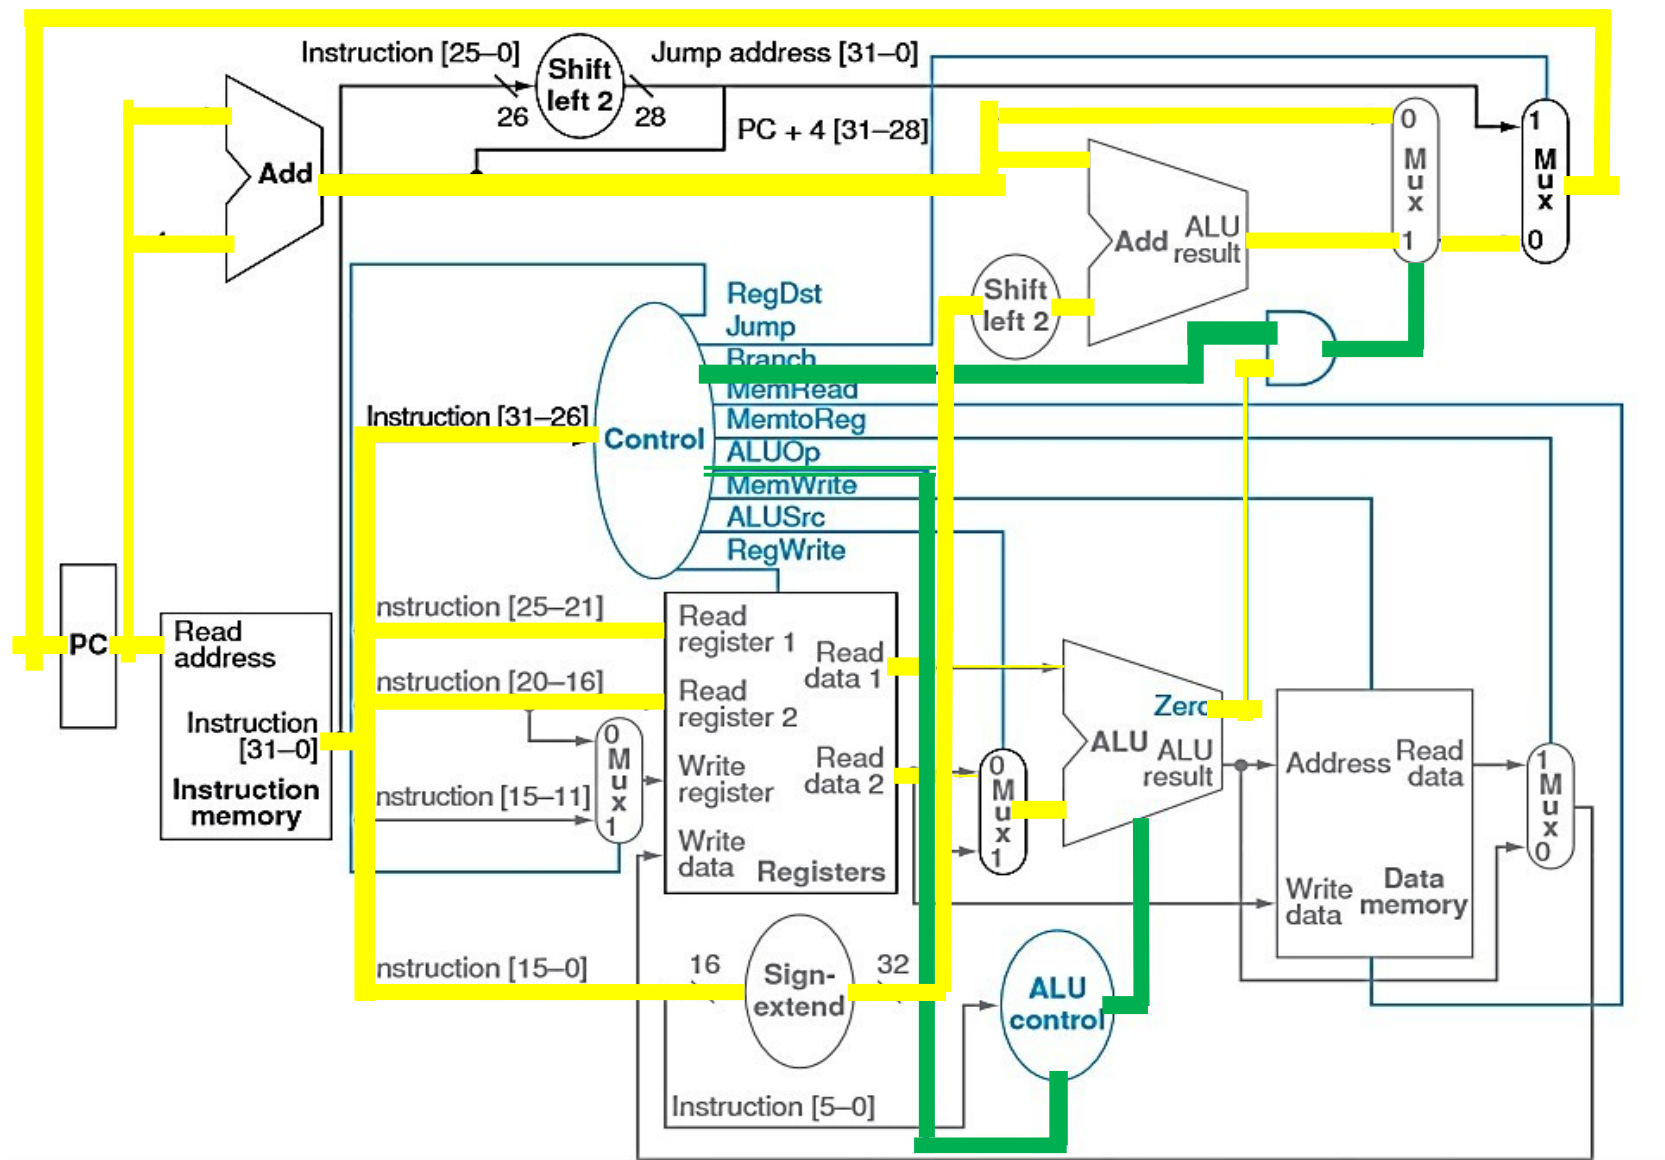 Instruction [25–0]
Shift
left 2
Jump address [31–0]
26
28
PC + 4 [31–28]
Add
0
M
u
x
1
1
M
u
x
0
Add
ALU
result
Shift
left 2
RegDst
Jump
Branch
MemRead
MemtoReg
ALUOp
MemWrite
ALUSrc
RegWrite
Instruction [31–26]
Control
PC
Read
address
Instruction
[31–0]
Instruction
memory
nstruction [25–21]
nstruction [20–16]
nstruction [15–11]
0
M
u
x
1
Read
register 1
Read
register 2
Write
register
Write
data
Read
data 1
Read
data 2
Registers
0
M
u
x
1
Zero
ALU
ALU
result
Address
Read
data
Write
data
Data
memory
1
M
u
x
0
nstruction [15–0]
16
Sign-
extend
32
ALU
control
Instruction [5–0]